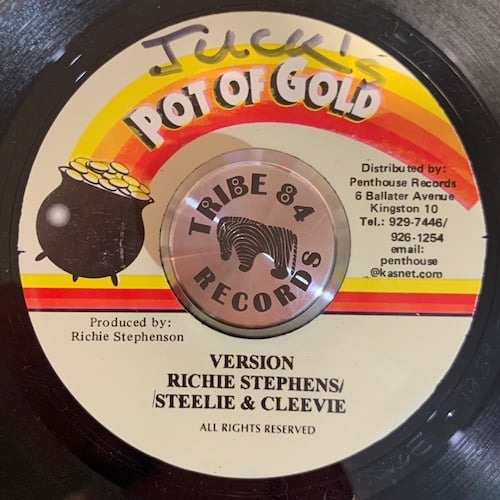 Juck's
POT OF GOLD
Distributed by:
Penthouse Records
6 Ballater Avenue
Kingston 10
Tel.: 929-7446/
926-1254
email:
penthouse
@kasnet.com
TRIBE 84
RECORDS
Produced by:
Richie Stephenson
VERSION
RICHIE STEPHENS/
STEELIE & CLEEVIE
ALL RIGHTS RESERVED